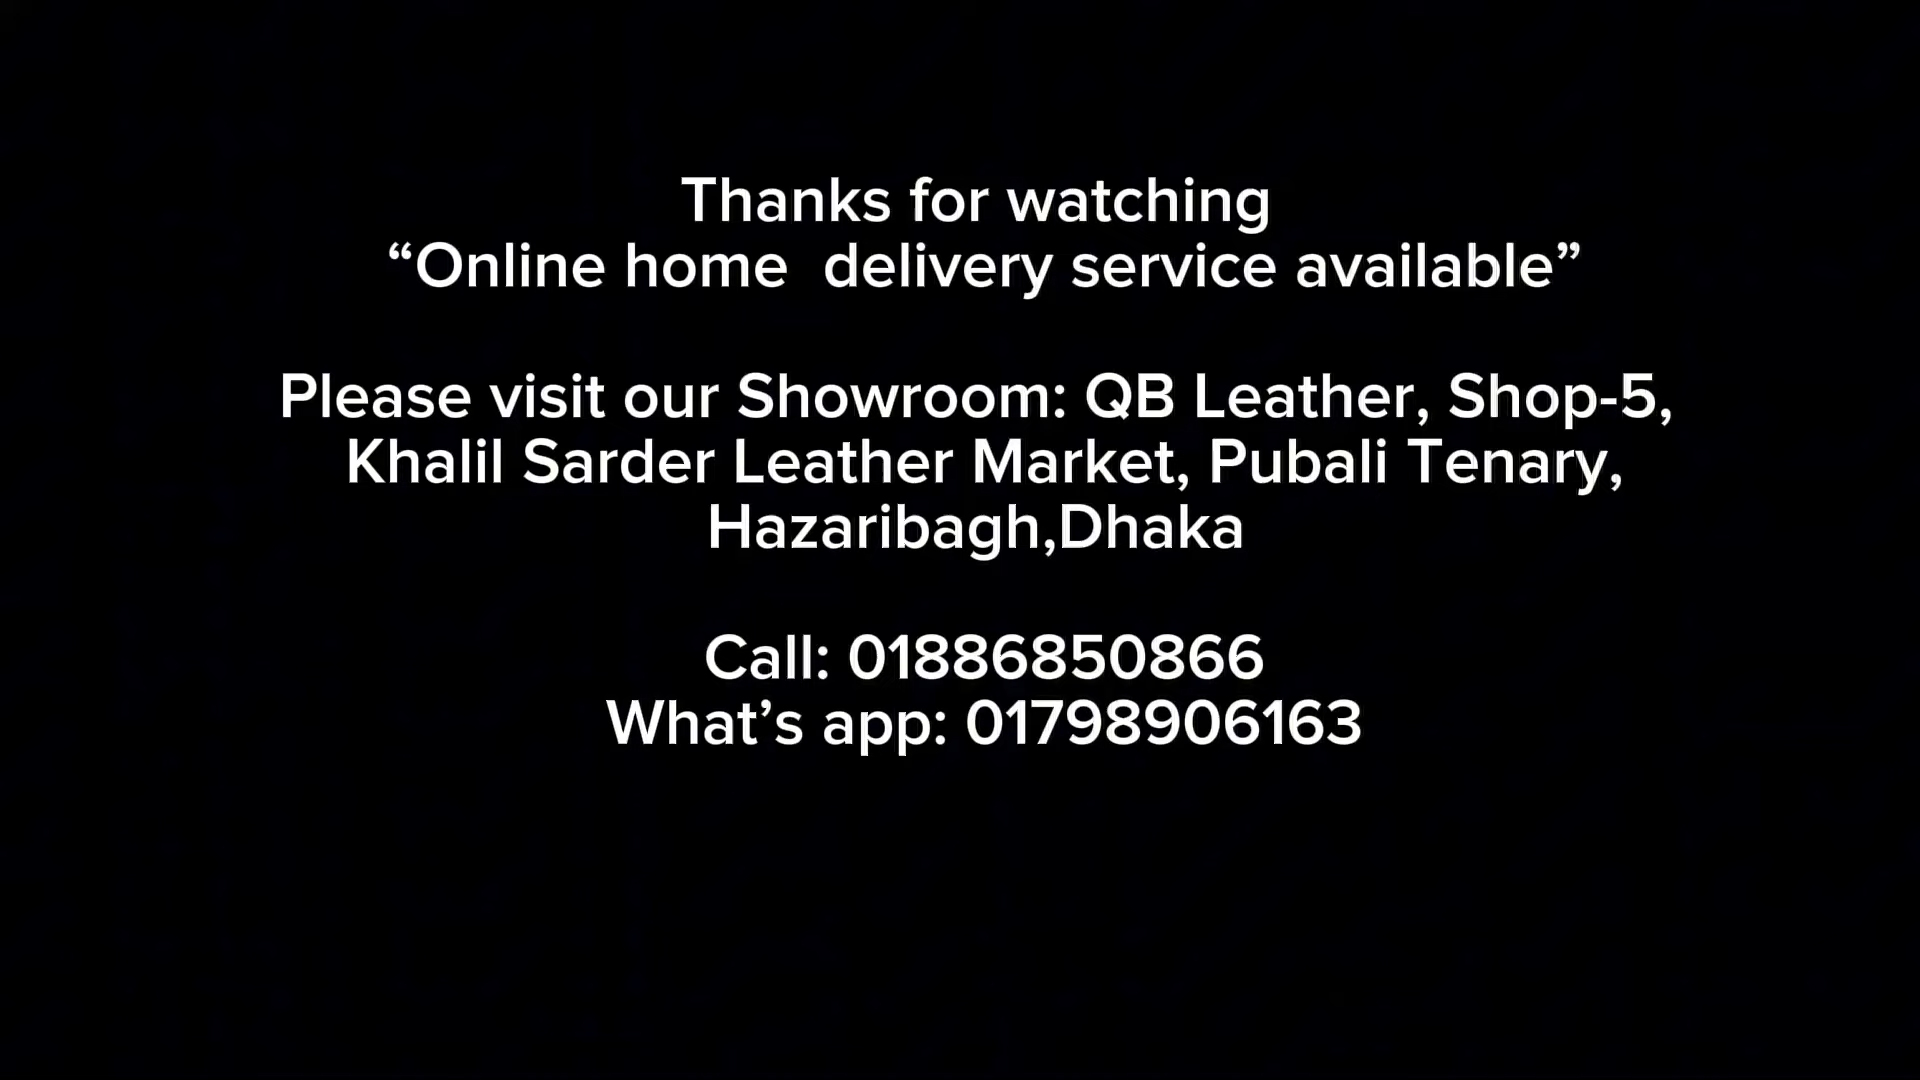 Thanks for watching
“Online home  delivery service available”
Please visit our Showroom: QB Leather, Shop-5,
Khalil Sarder Leather Market, Pubali Tenary,
Hazaribagh,Dhaka
Call: 01886850866
What’s app: 01798906163